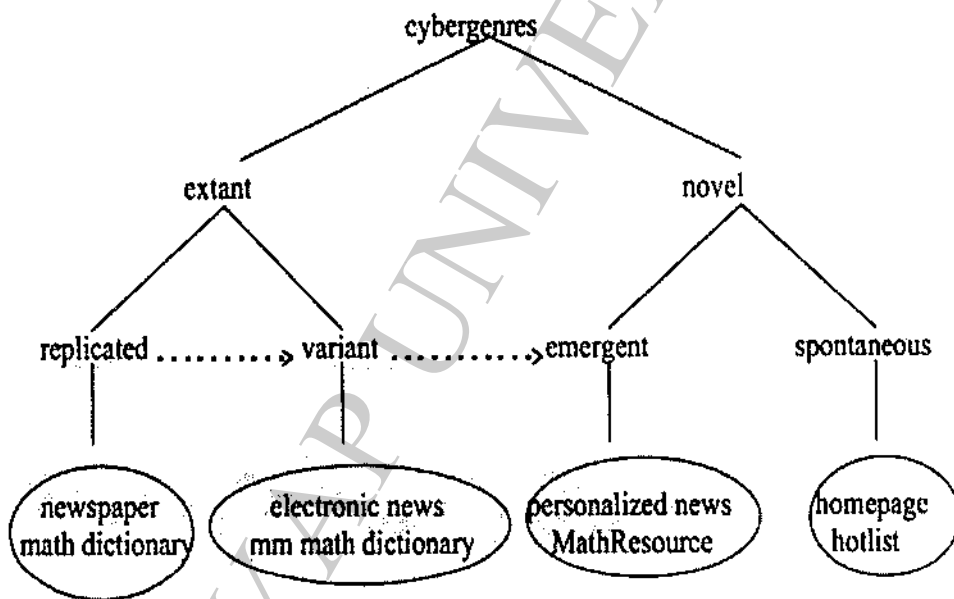 cybergenres
extant
novel
replicated
variant
emergent
spontaneous
newspaper
math dictionary
electronic news
mm math dictionary
personalized news
MathResource
homepage
hotlist